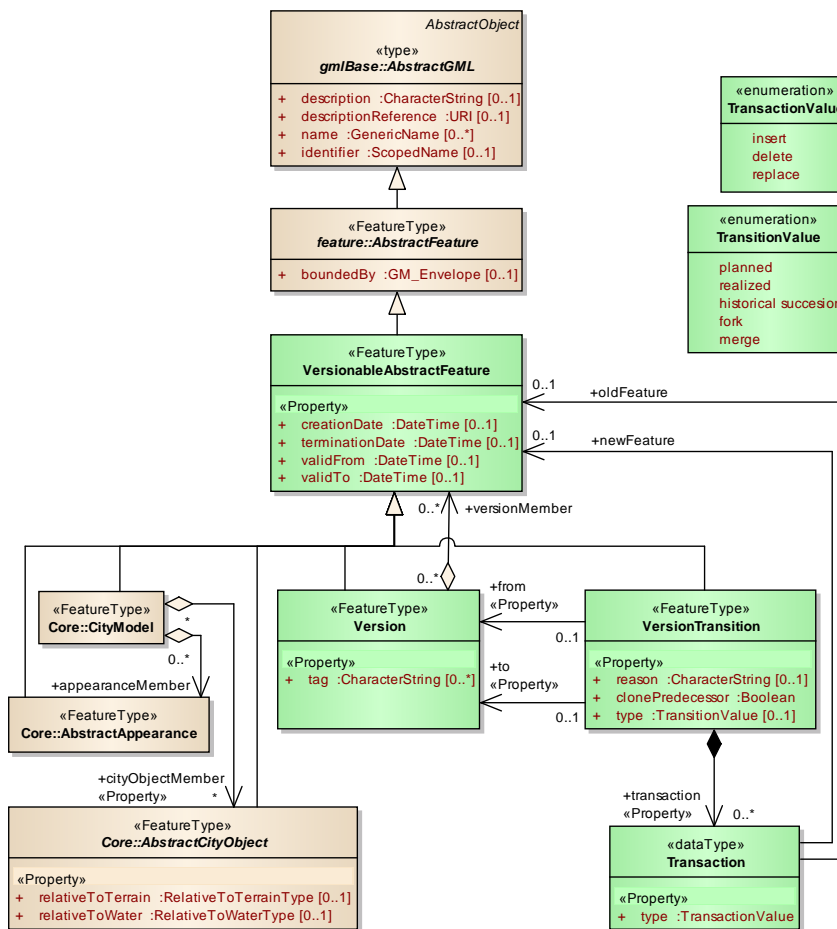 AbstractObject
«type»
gmlBase::AbstractGML
+ description :CharacterString [0..1]
+ descriptionReference :URI [0..1]
+ name :GenericName [0..*]
+ identifier :ScopedName [0..1]
«enumeration»
TransactionValue
insert
delete
replace
«FeatureType»
feature::AbstractFeature
+ boundedBy :GM_Envelope [0..1]
«enumeration»
TransitionValue
planned
realized
historical succesion
fork
merge
«FeatureType»
VersionableAbstractFeature
«Property»
+ creationDate :DateTime [0..1]
+ terminationDate :DateTime [0..1]
+ validFrom :DateTime [0..1]
+ validTo :DateTime [0..1]
0..1
+oldFeature
0..1
+newFeature
0..*
+versionMember
0..*
«FeatureType»
Core::CityModel
*
0..*
+appearanceMember
«FeatureType»
Core::AbstractAppearance
«FeatureType»
Version
«Property»
+ tag :CharacterString [0..*]
+from
«Property»
0..1
+to
«Property»
0..1
«FeatureType»
VersionTransition
«Property»
+ reason :CharacterString [0..1]
+ clonePredecessor :Boolean
+ type :TransitionValue [0..1]
+cityObjectMember
«Property»
*
+transaction
«Property»
0..*
«FeatureType»
Core::AbstractCityObject
«Property»
+ relativeToTerrain :RelativeToTerrainType [0..1]
+ relativeToWater :RelativeToWaterType [0..1]
«dataType»
Transaction
«Property»
+ type :TransactionValue